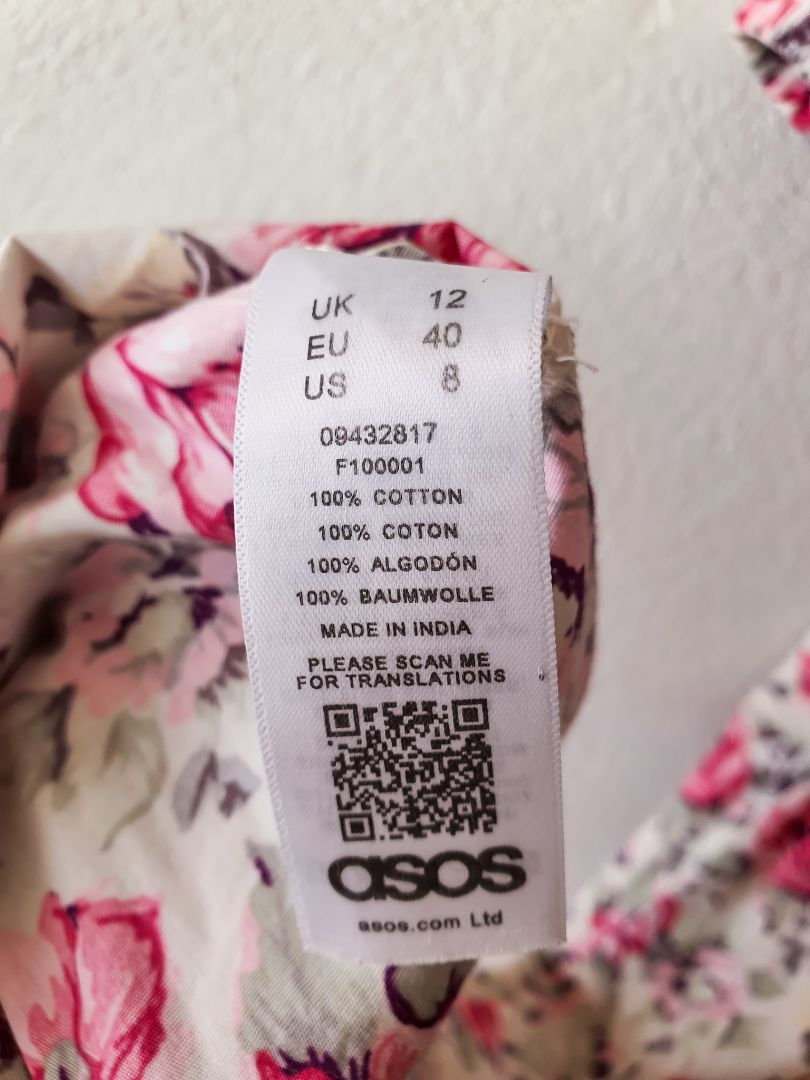 UK 12
EU 40
US 8
09432817
F100001
100% COTTON
100% COTON
100% ALGODÓN
100% BAUMWOLLE
MADE IN INDIA
PLEASE SCAN ME
FOR TRANSLATIONS
asos
asos.com Ltd